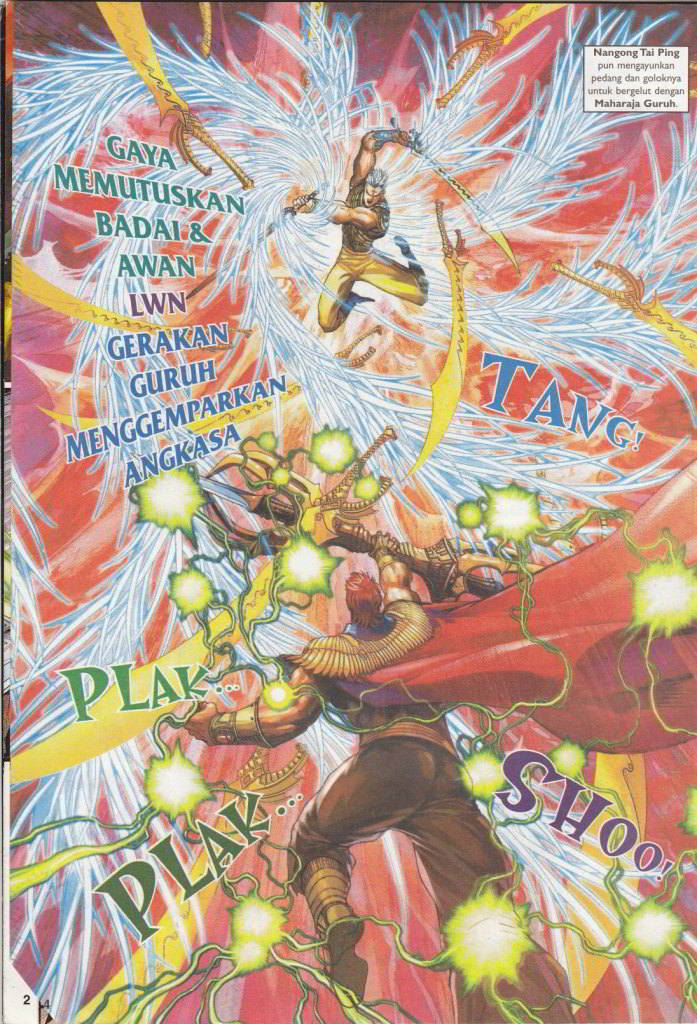 Nangong Tai Ping
pun mengayunkan
pedang dan goloknya
untuk bergelut dengan
Maharaja Guruh.
GAYA
MEMUTUSKAN
BADAI &
AWAN
LWN
GERAKAN
GURUH
MENGGEMPARKAN
ANGKASA
TANG!
PLAK...
PLAK...
SHOO!
2